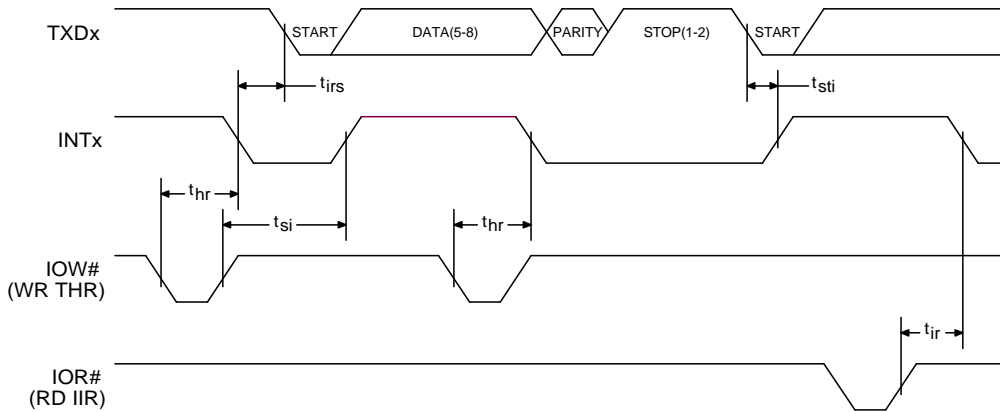 TXDx
START
DATA(5-8)
PARITY
STOP(1-2)
START
tirs
tsti
INTx
thr
tsi
thr
IOW#
(WR THR)
tir
IOR#
(RD IIR)